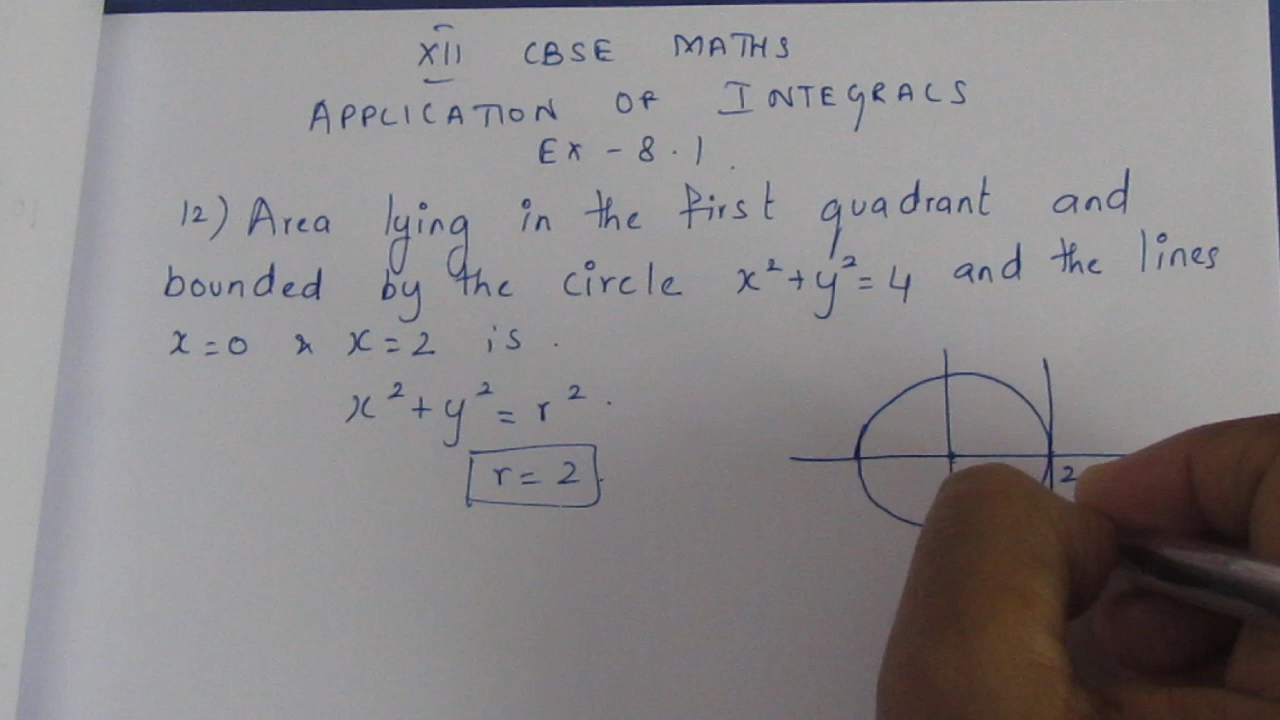 XII CBSE MATHS
APPLICATION OF INTEGRALS
EX - 8.1
12) Area lying in the first quadrant and
bounded by the circle x² + y² = 4 and the lines
x = 0 & x = 2 is.
x² + y² = r².
r = 2
2